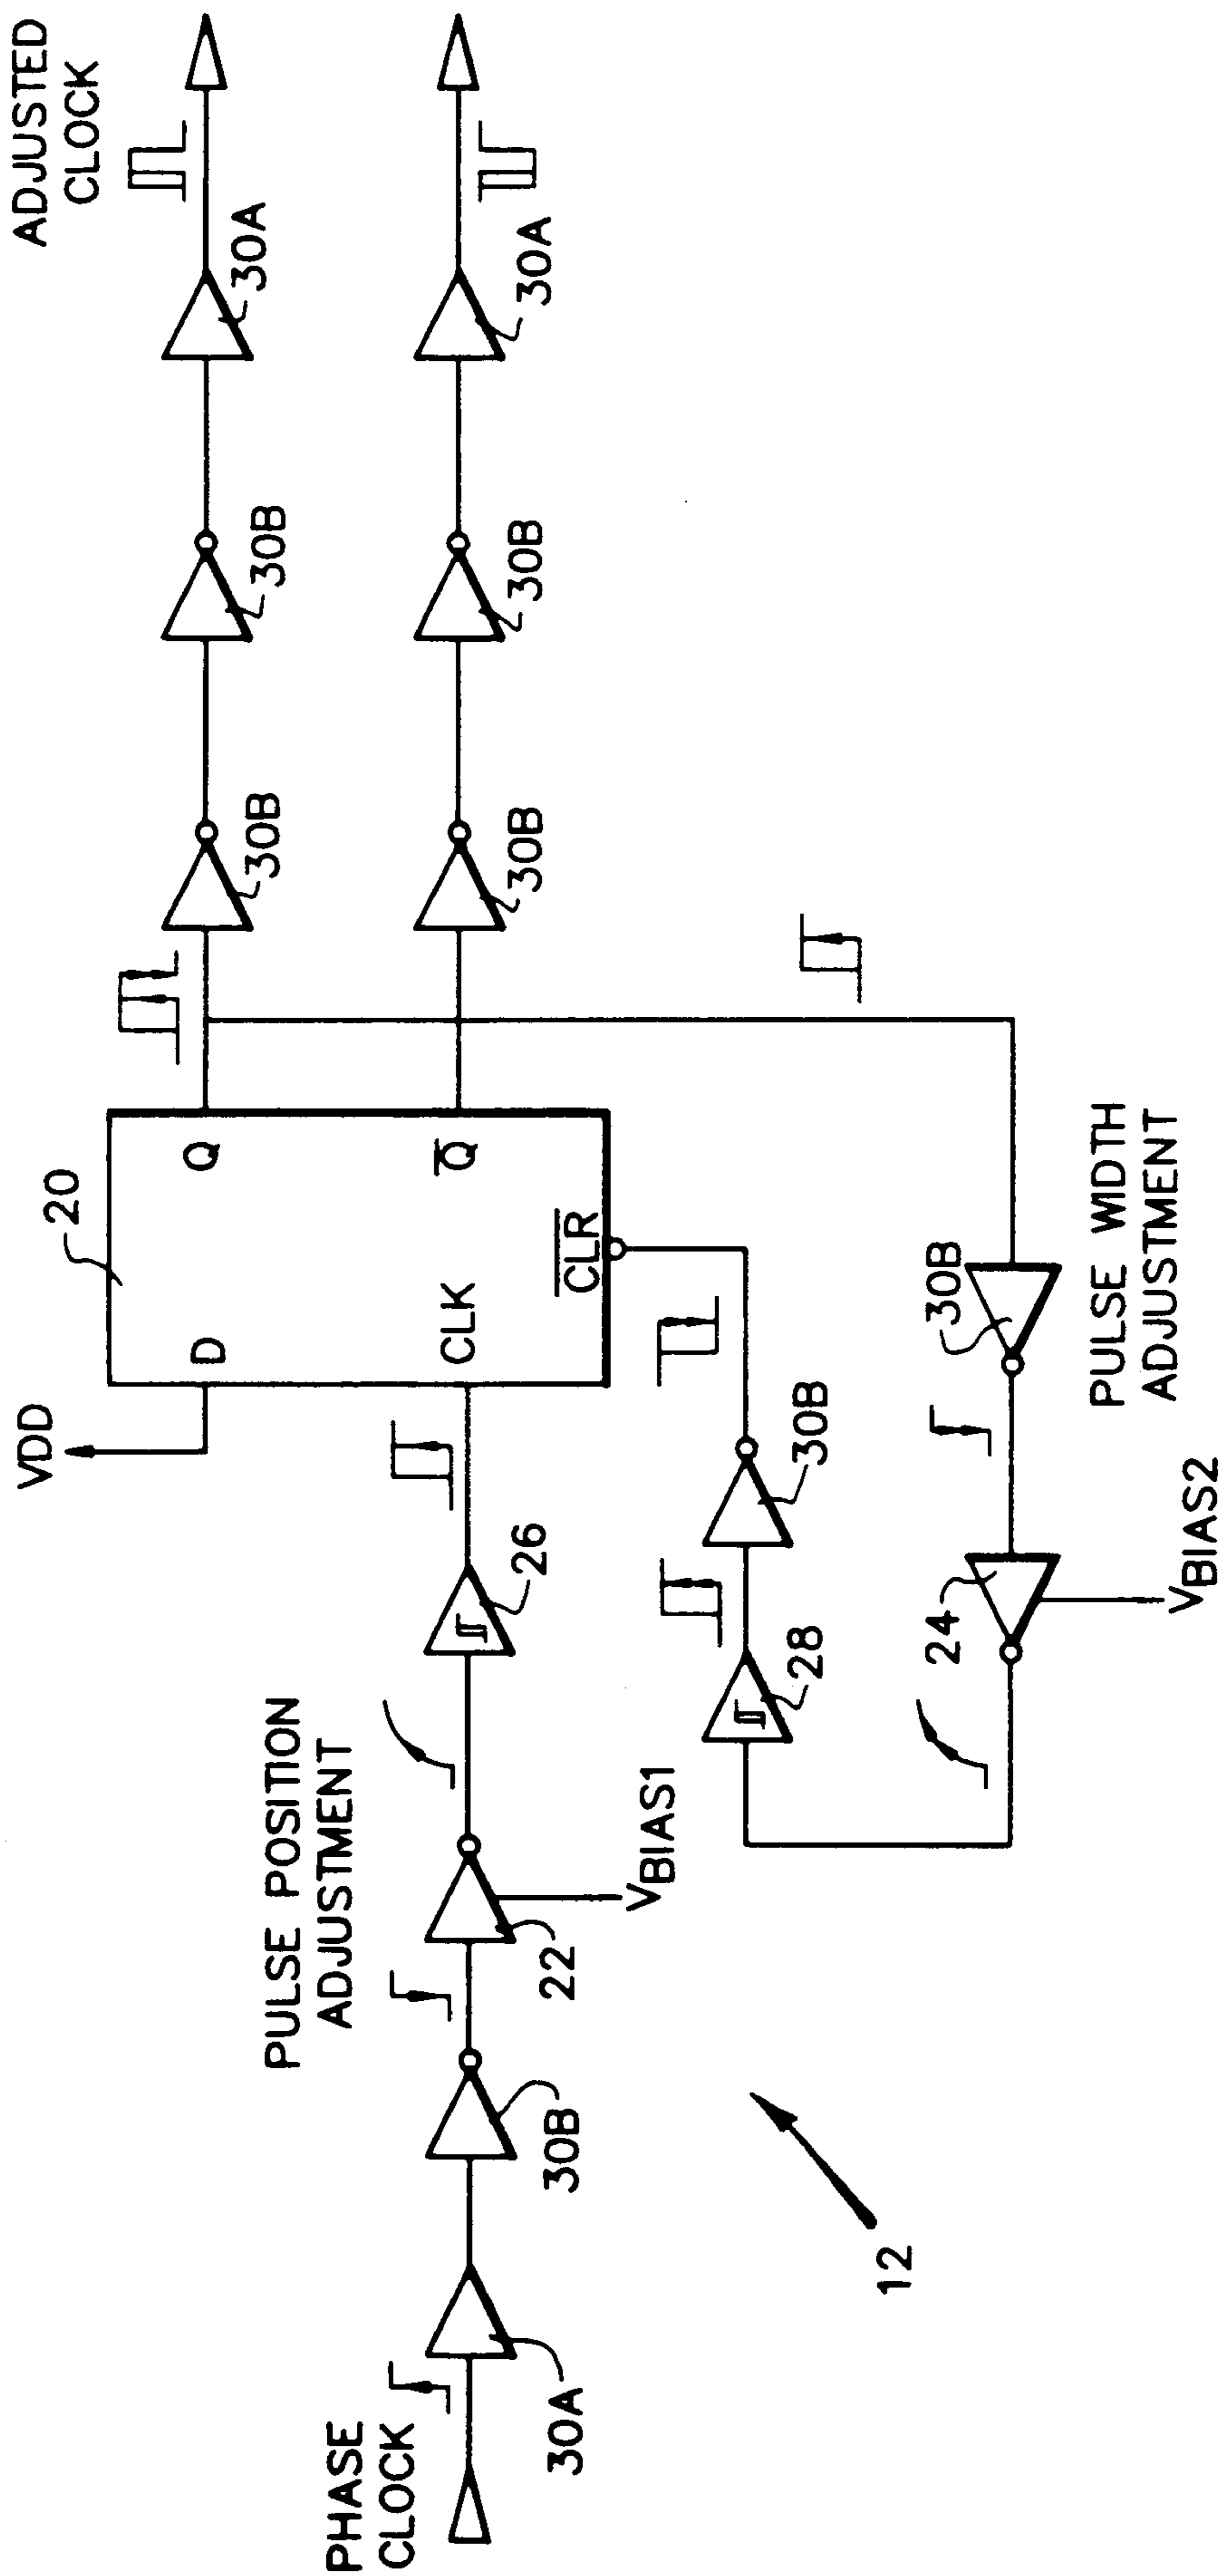 ADJUSTED
CLOCK
30A
30A
30B
30B
30B
30B
20
VDD
D
Q
CLK
Q̅
C̅L̅R̅
PULSE POSITION
ADJUSTMENT
PHASE
CLOCK
30A
30B
22
VBIAS1
26
28
30B
24
VBIAS2
30B
PULSE WIDTH
ADJUSTMENT
12